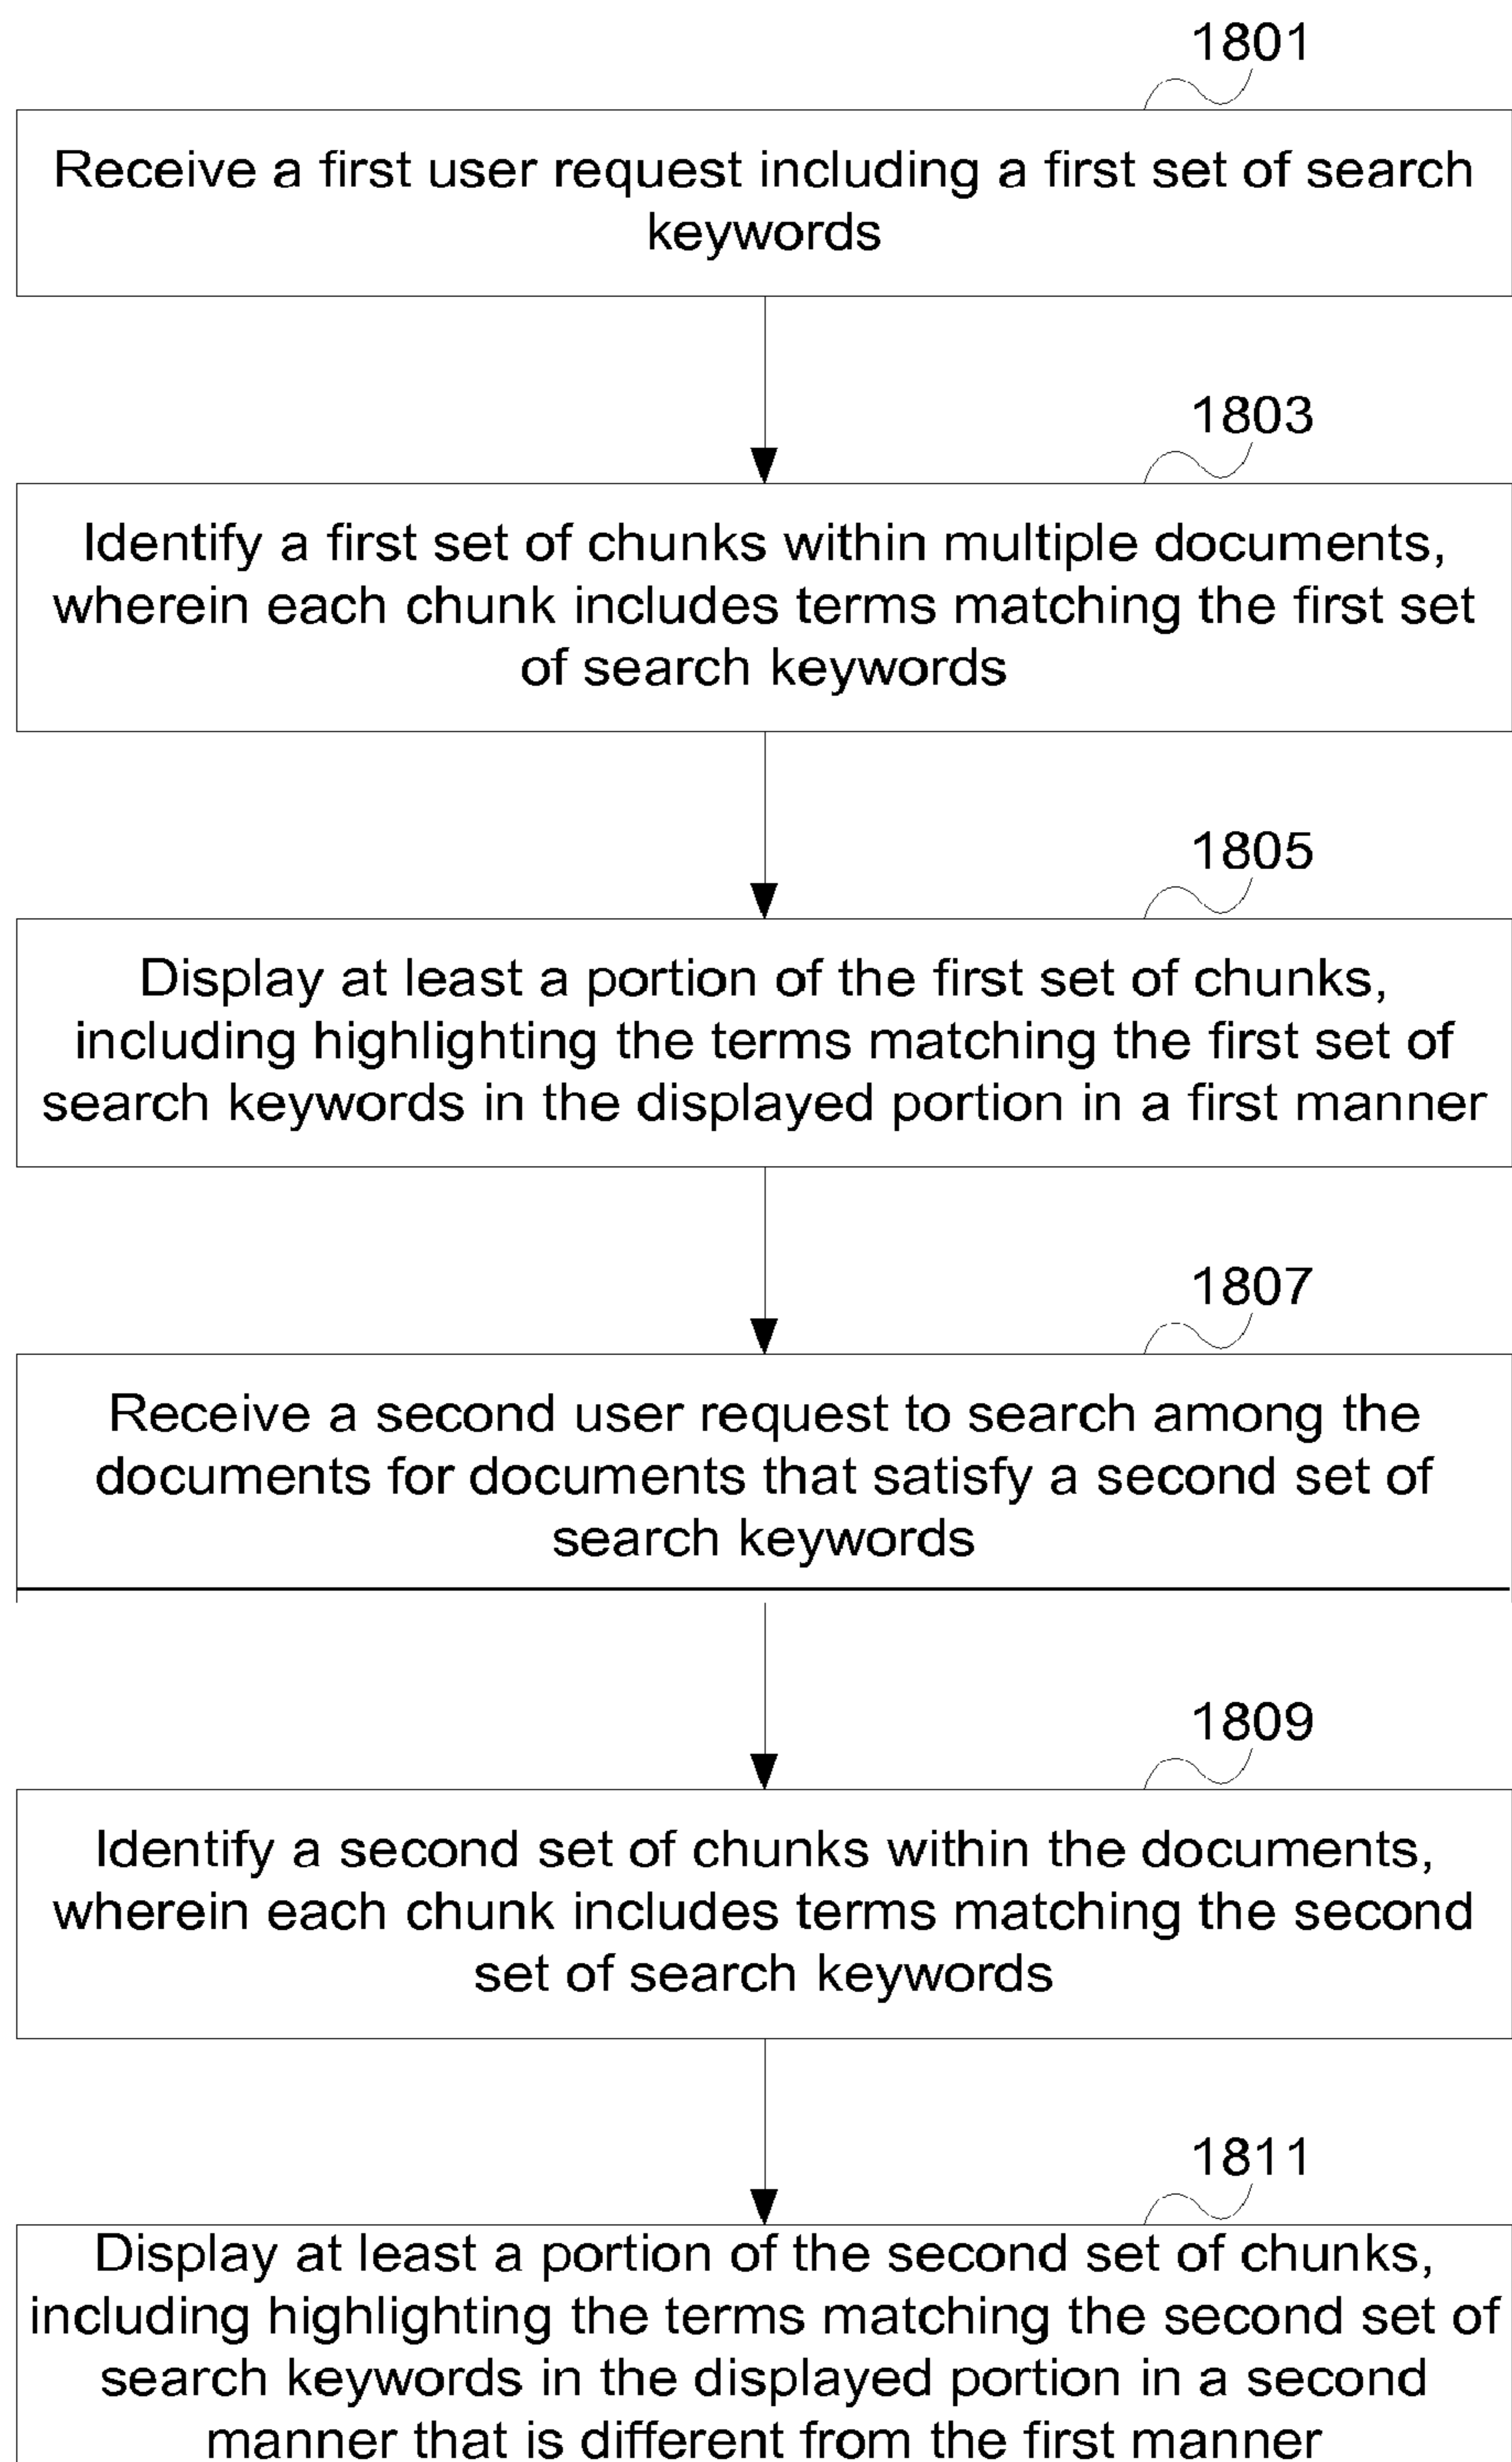 1801
Receive a first user request including a first set of search
keywords
1803
Identify a first set of chunks within multiple documents,
wherein each chunk includes terms matching the first set
of search keywords
1805
Display at least a portion of the first set of chunks,
including highlighting the terms matching the first set of
search keywords in the displayed portion in a first manner
1807
Receive a second user request to search among the
documents for documents that satisfy a second set of
search keywords
1809
Identify a second set of chunks within the documents,
wherein each chunk includes terms matching the second
set of search keywords
1811
Display at least a portion of the second set of chunks,
including highlighting the terms matching the second set of
search keywords in the displayed portion in a second
manner that is different from the first manner